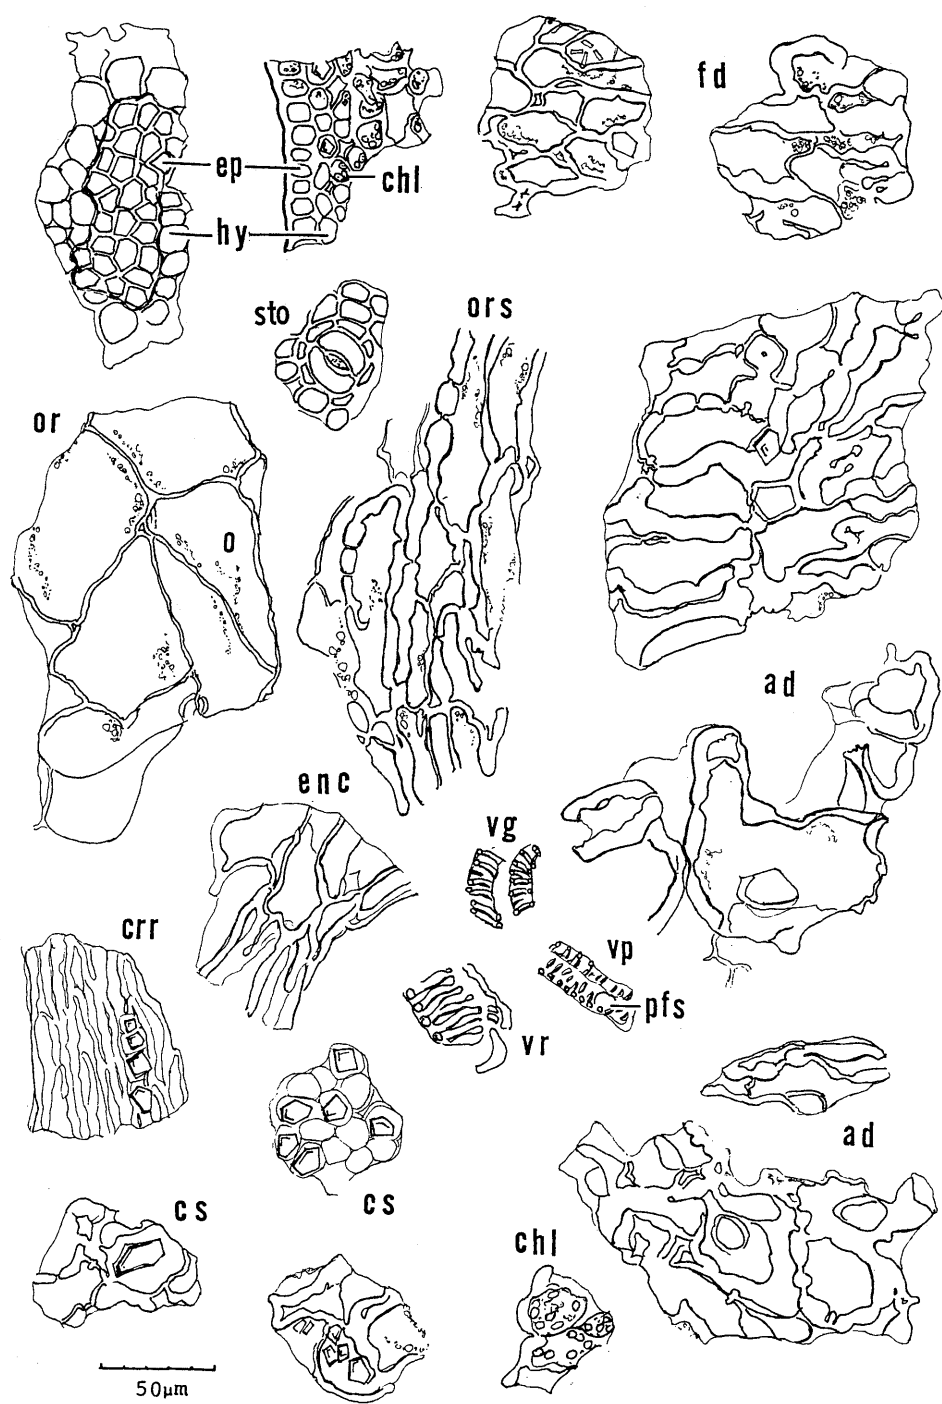 fd
ep
chl
hy
sto
ors
or
o
ad
enc
vg
crr
vp
pfs
vr
ad
cs
cs
chl
50μm